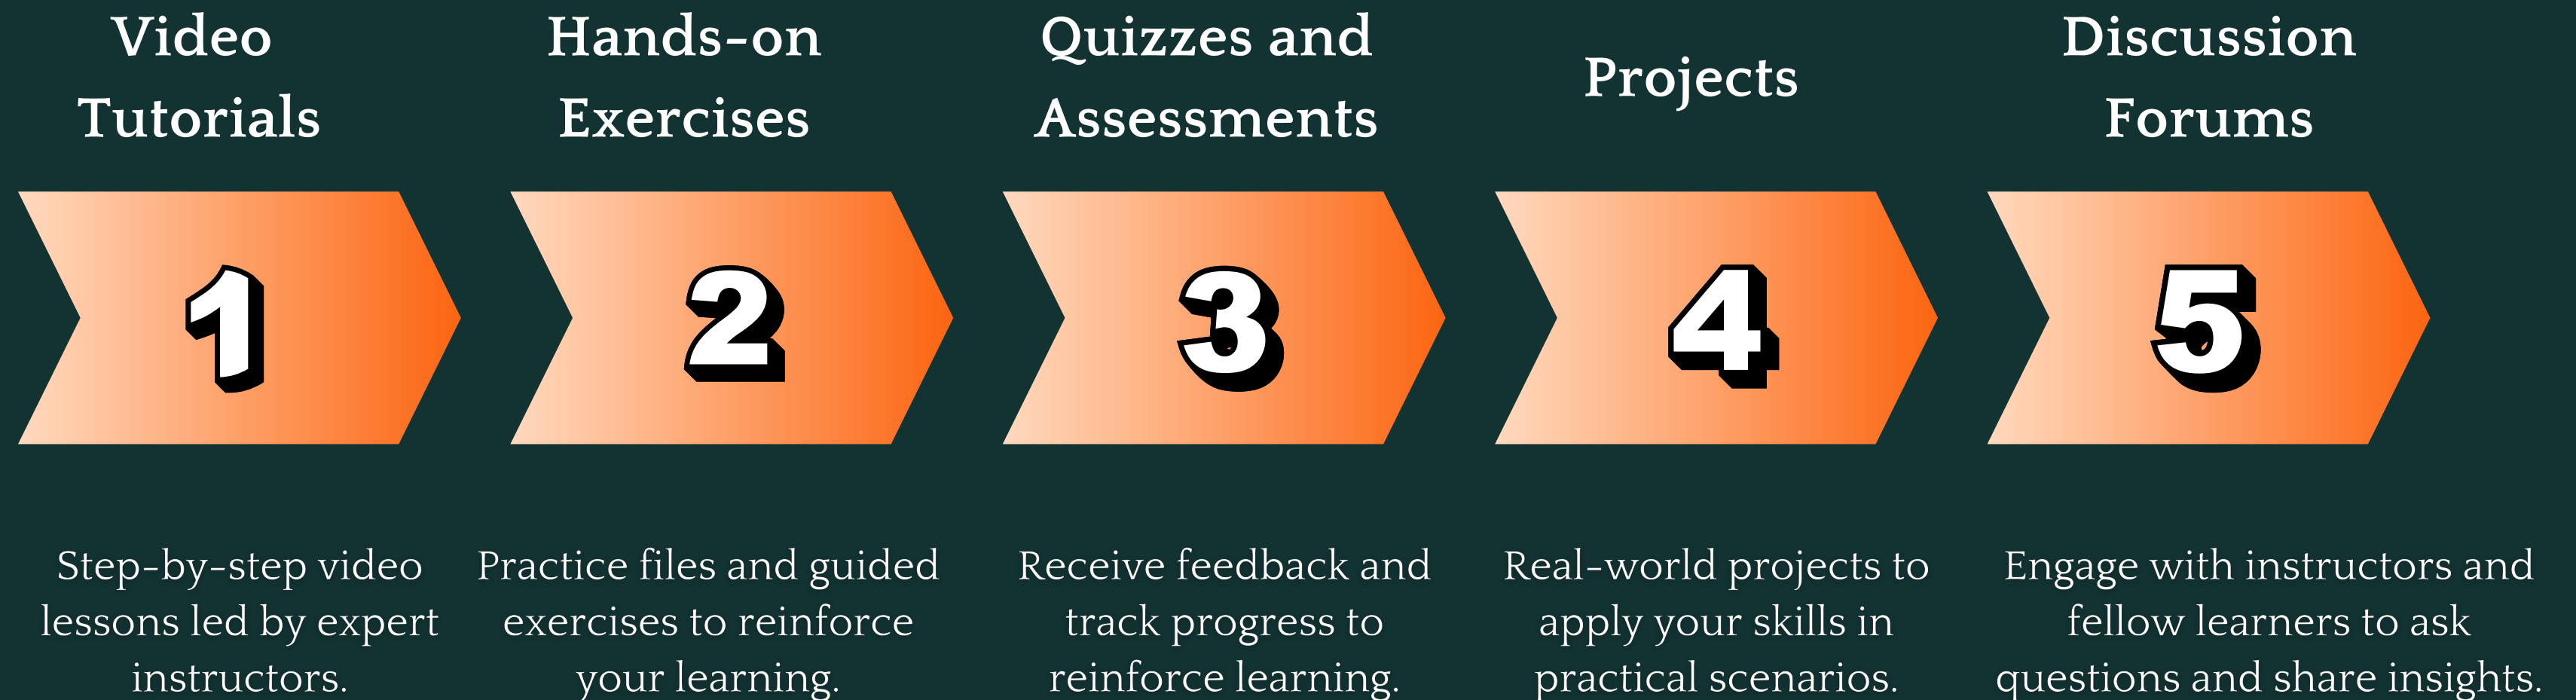 Video
Tutorials
Hands-on
Exercises
Quizzes and
Assessments
Projects
Discussion
Forums
1
2
3
4
5
Step-by-step video
lessons led by expert
instructors.
Practice files and guided
exercises to reinforce
your learning.
Receive feedback and
track progress to
reinforce learning.
Real-world projects to
apply your skills in
practical scenarios.
Engage with instructors and
fellow learners to ask
questions and share insights.